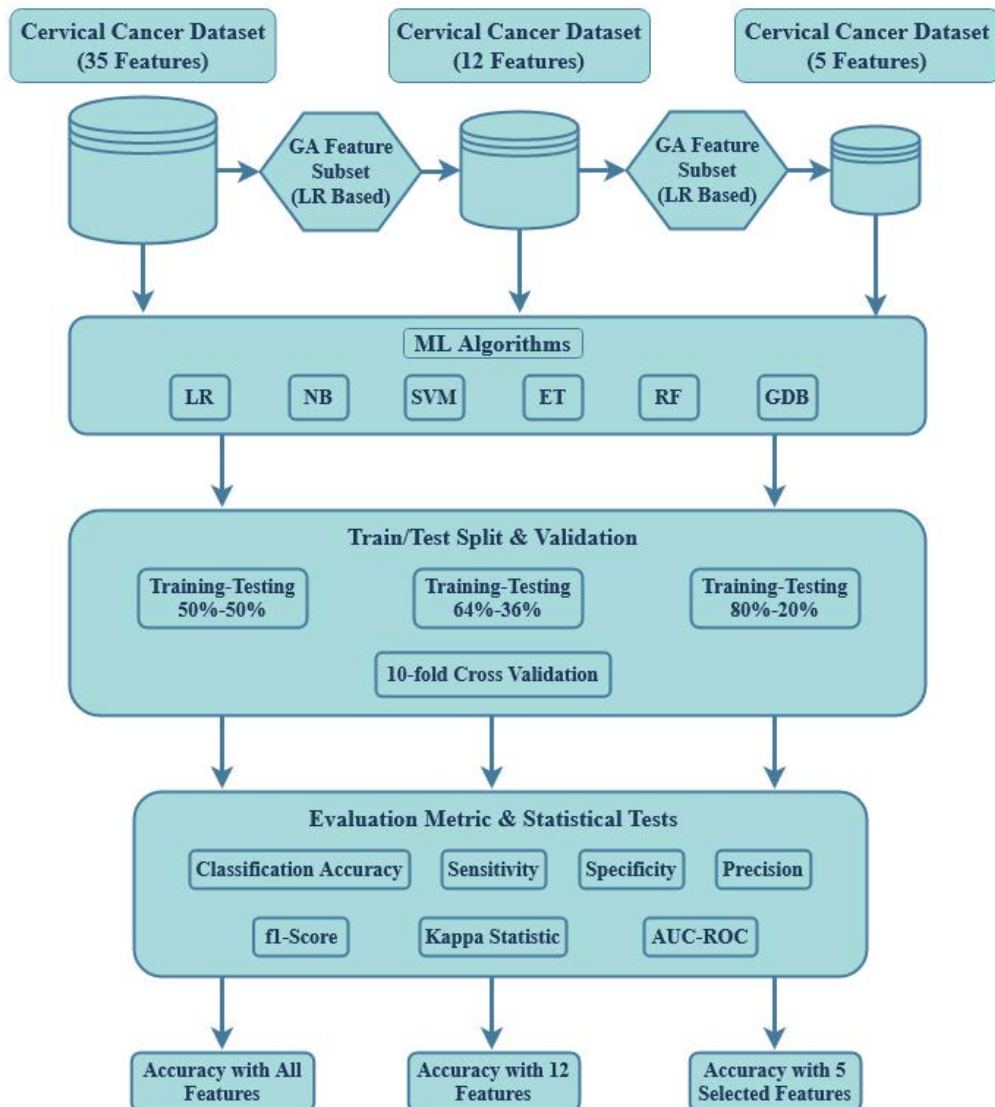 Cervical Cancer Dataset
(35 Features)
Cervical Cancer Dataset
(12 Features)
Cervical Cancer Dataset
(5 Features)
GA Feature
Subset
(LR Based)
GA Feature
Subset
(LR Based)
ML Algorithms
LR
NB
SVM
ET
RF
GDB
Train/Test Split & Validation
Training-Testing
50%-50%
Training-Testing
64%-36%
Training-Testing
80%-20%
10-fold Cross Validation
Evaluation Metric & Statistical Tests
Classification Accuracy
Sensitivity
Specificity
Precision
f1-Score
Kappa Statistic
AUC-ROC
Accuracy with All
Features
Accuracy with 12
Features
Accuracy with 5
Selected Features